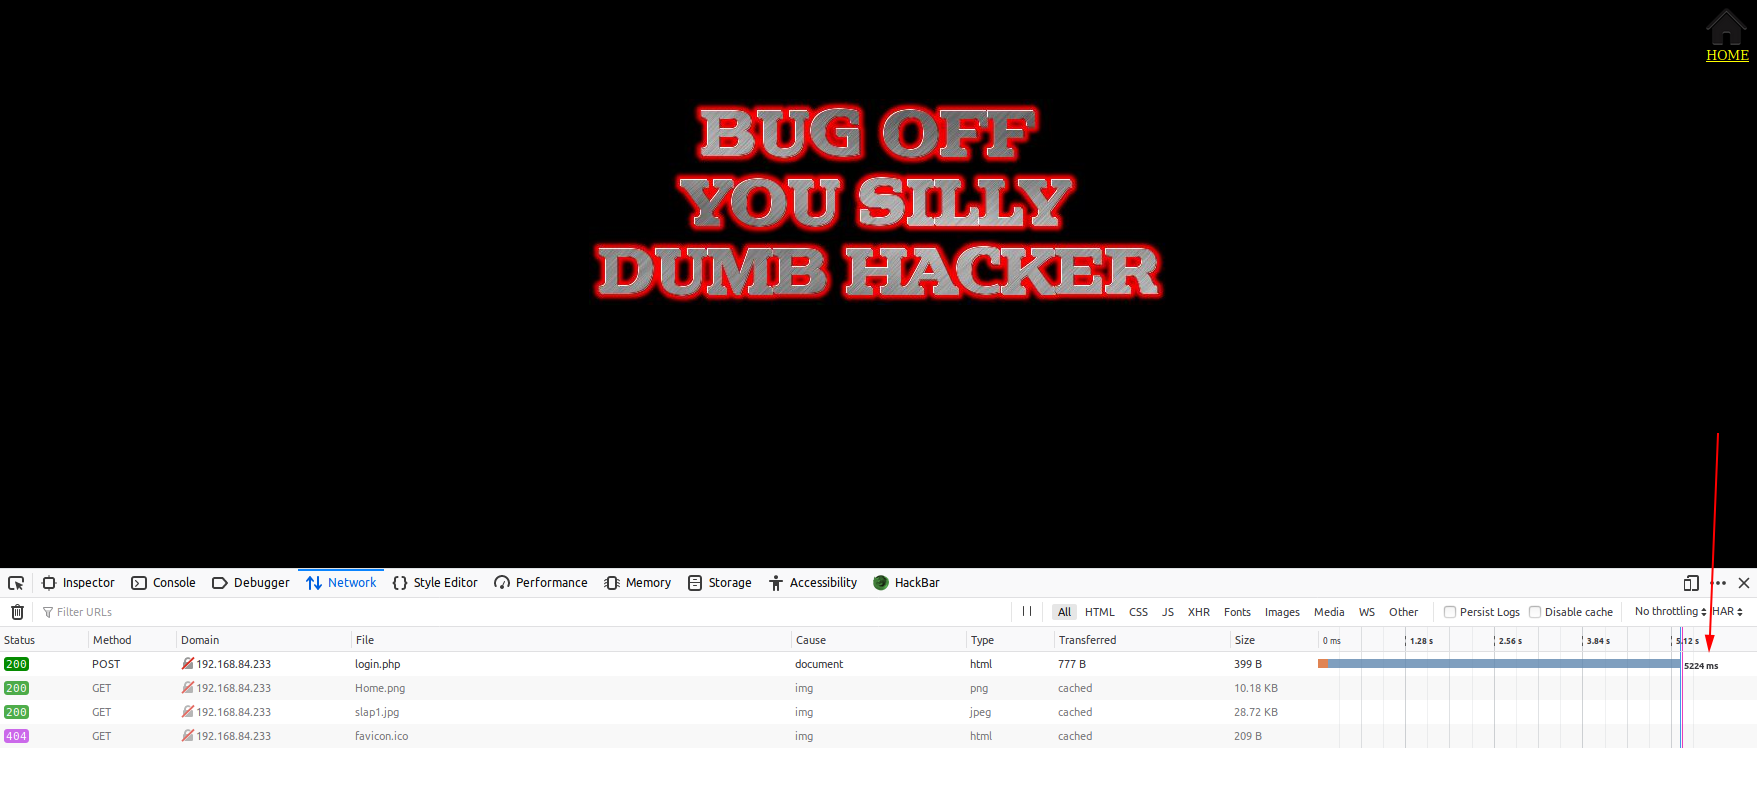 HOME
BUG OFF
YOU SILLY
DUMB HACKER
Inspector Console Debugger Network Style Editor Performance Memory Storage Accessibility HackBar
Filter URLs All HTML CSS JS XHR Fonts Images Media WS Other Persist Logs Disable cache No throttling HAR
Status Method Domain File Cause Type Transferred Size 0 ms 1.28 s 2.56 s 3.84 s 5.12 s
200 POST 192.168.84.233 login.php document html 777 B 399 B 5224 ms
200 GET 192.168.84.233 Home.png img png cached 10.18 KB
200 GET 192.168.84.233 slap1.jpg img jpeg cached 28.72 KB
404 GET 192.168.84.233 favicon.ico img html cached 209 B